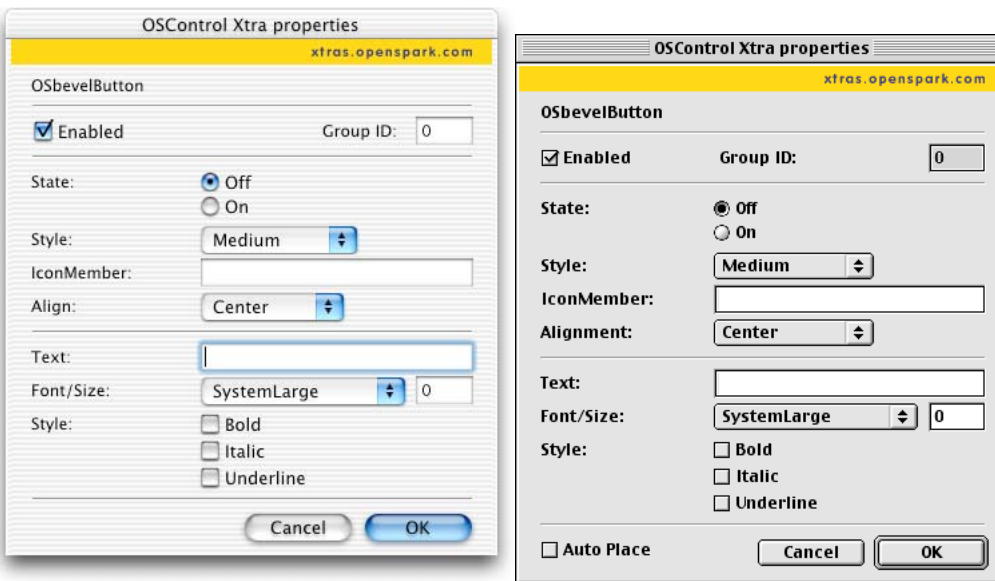 OSControl Xtra properties
xtras.openspark.com
OSbevelButton
Enabled Group ID: 0
State: Off
On
Style: Medium
IconMember:
Align: Center
Text:
Font/Size: SystemLarge 0
Style: Bold
Italic
Underline
Cancel OK
OSControl Xtra properties
xtras.openspark.com
OSbevelButton
Enabled Group ID: 0
State: Off
On
Style: Medium
IconMember:
Alignment: Center
Text:
Font/Size: SystemLarge 0
Style: Bold
Italic
Underline
Auto Place Cancel OK